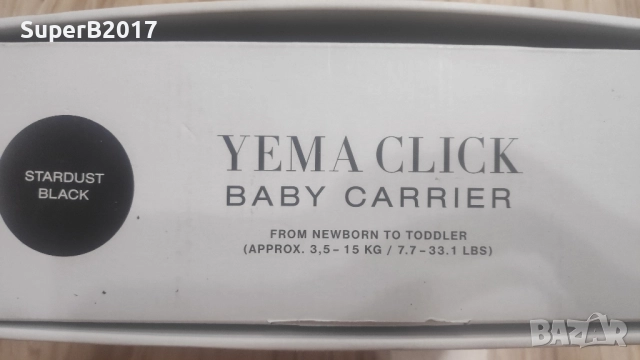 SuperB2017
STARDUST
BLACK
YEMA CLICK
BABY CARRIER
FROM NEWBORN TO TODDLER
(APPROX. 3,5 – 15 KG / 7.7 – 33.1 LBS)
BAZAR